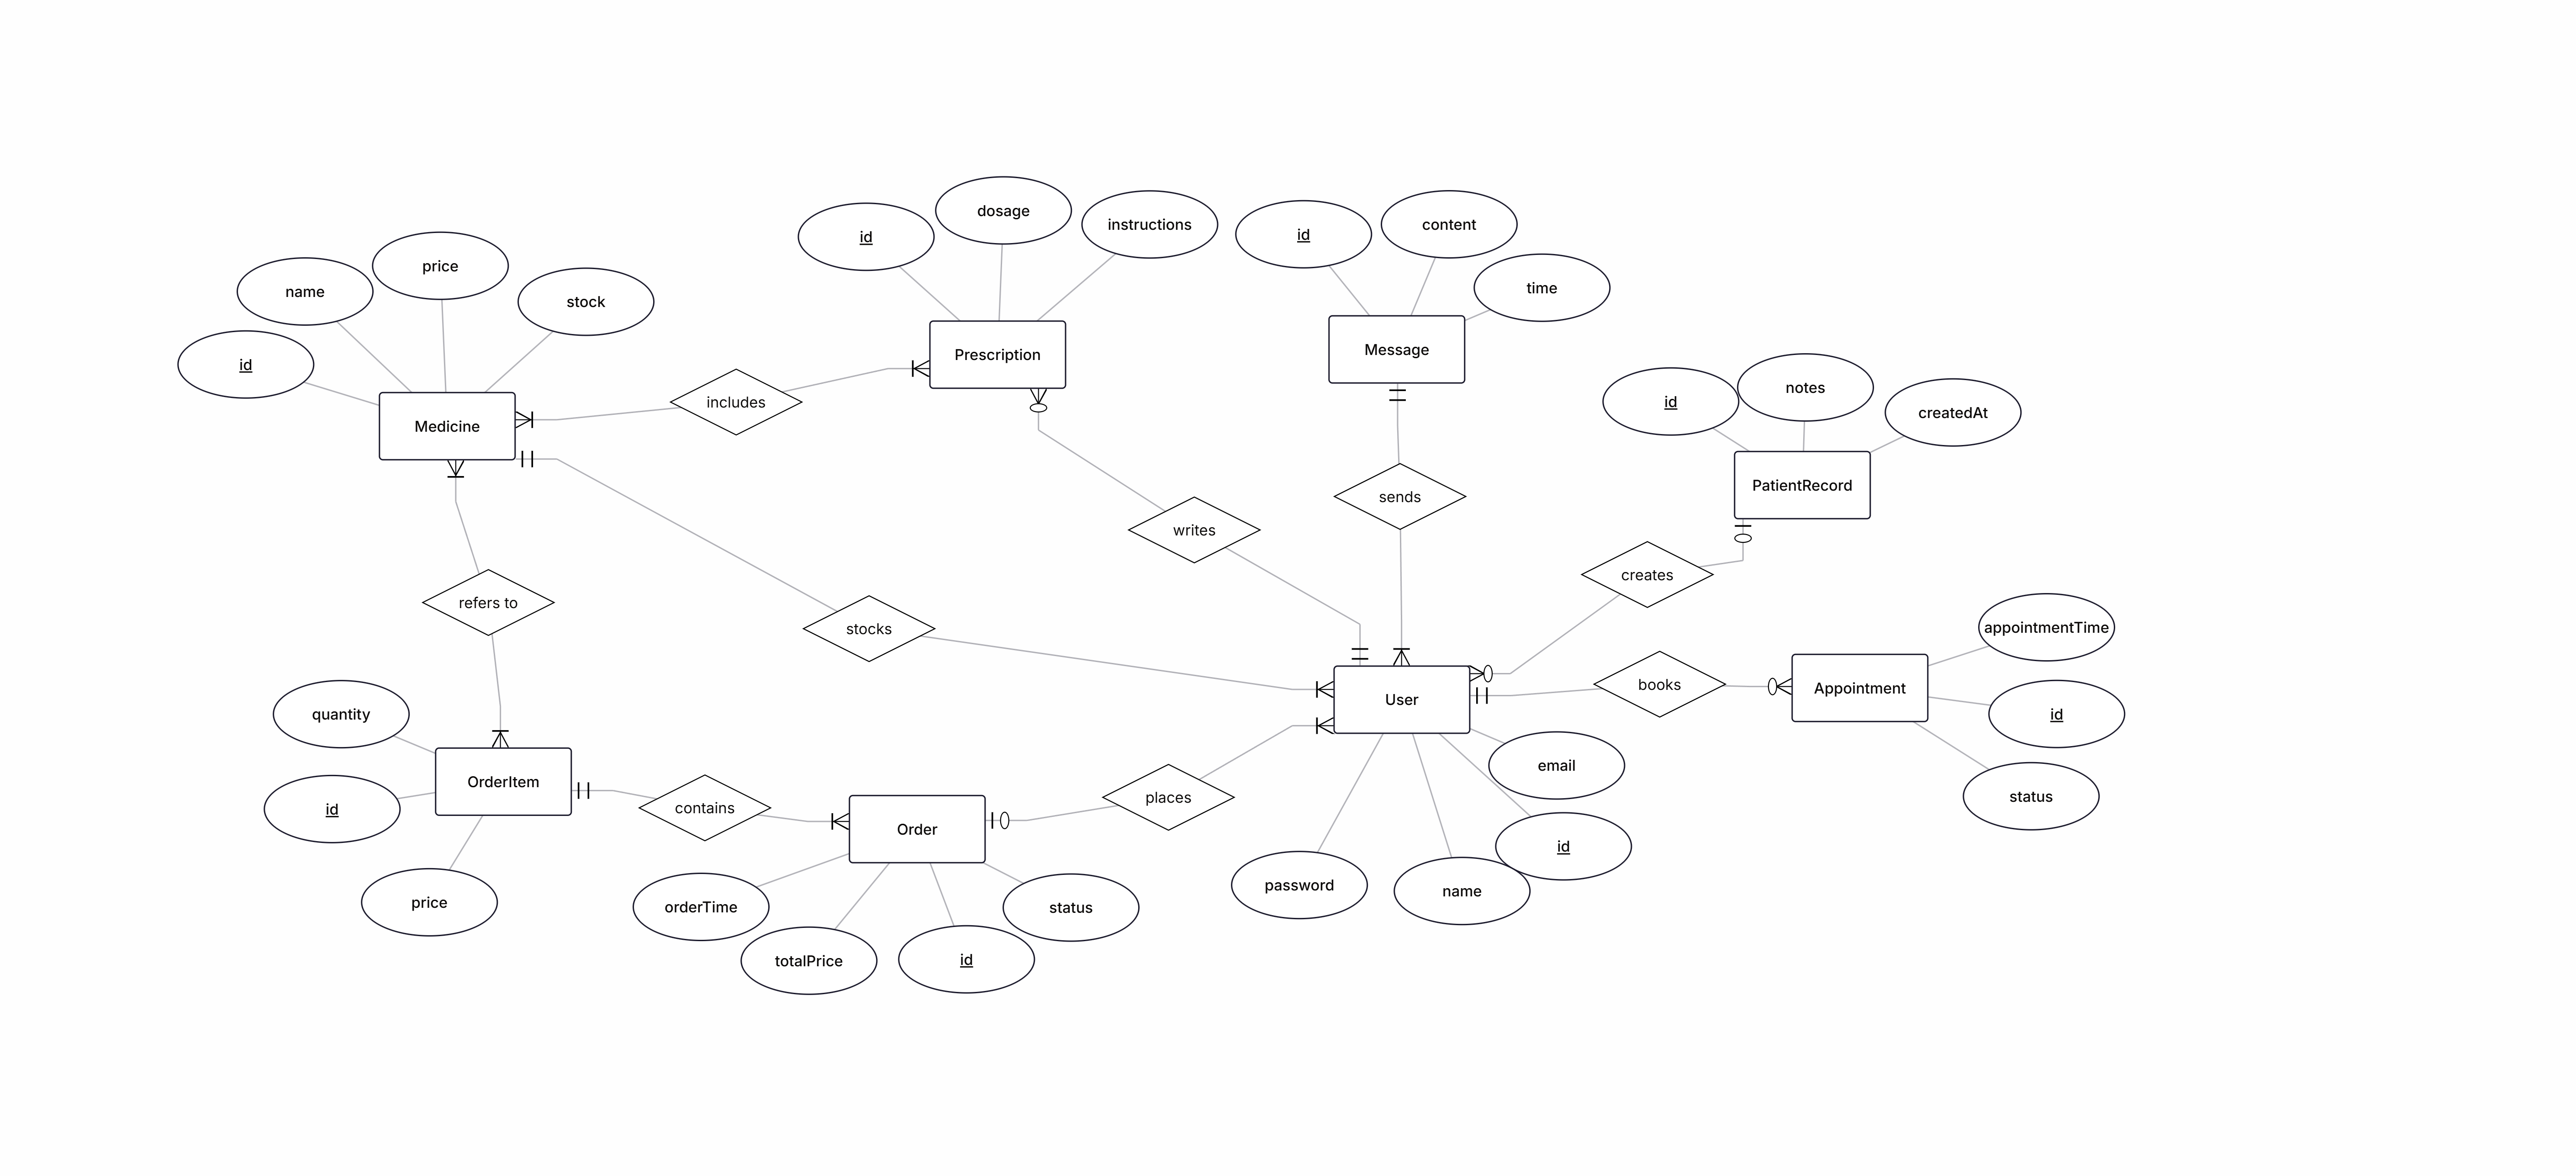 id
dosage
instructions
id
content
time
name
price
stock
id
Medicine
includes
Prescription
Message
id
notes
createdAt
PatientRecord
sends
writes
creates
refers to
stocks
appointmentTime
User
books
Appointment
id
status
quantity
OrderItem
id
price
contains
Order
places
email
id
password
name
orderTime
totalPrice
id
status